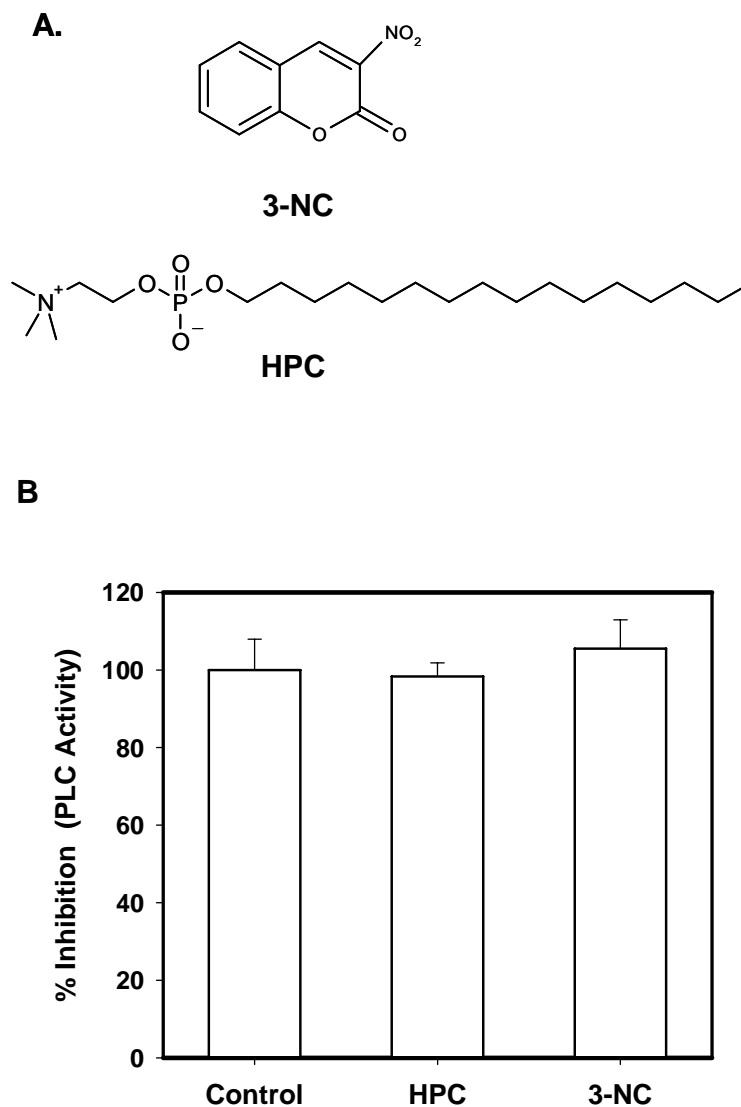 A.
NO2
O
O
3-NC
N+
O
O
P
O
O−
HPC
B
% Inhibition (PLC Activity)
120
100
80
60
40
20
0
Control HPC 3-NC